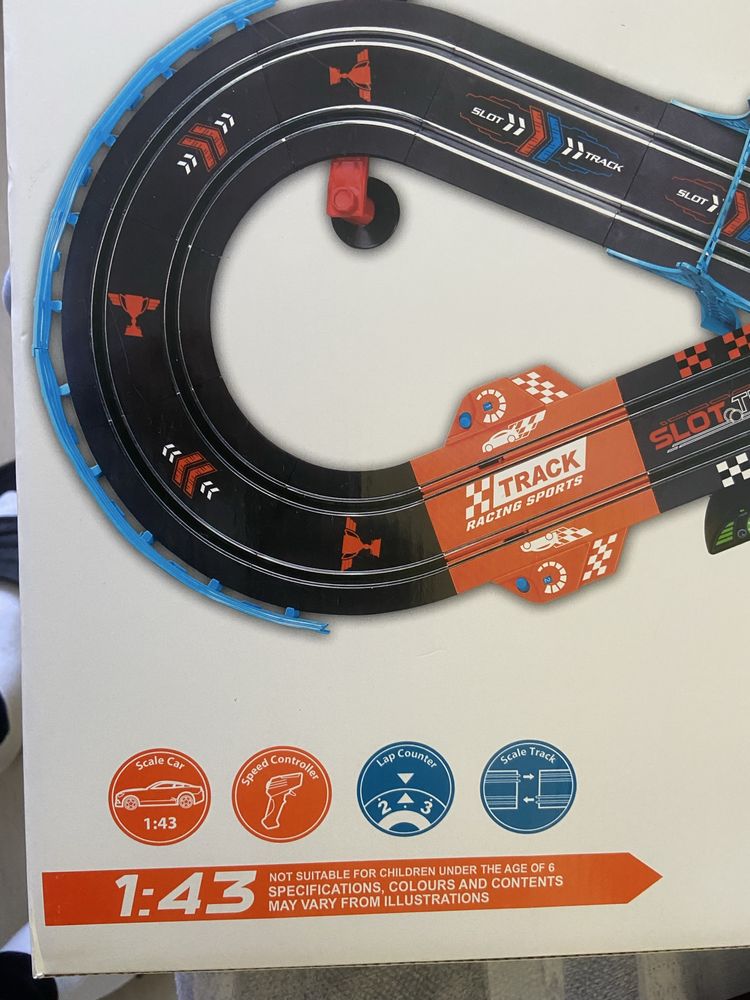 SLOT
TRACK
SLOT
SLOT
TRACK
RACING SPORTS
Scale Car
1:43
Speed Controller
Lap Counter
2 3
Scale Track
1:43
NOT SUITABLE FOR CHILDREN UNDER THE AGE OF 6
SPECIFICATIONS, COLOURS AND CONTENTS
MAY VARY FROM ILLUSTRATIONS